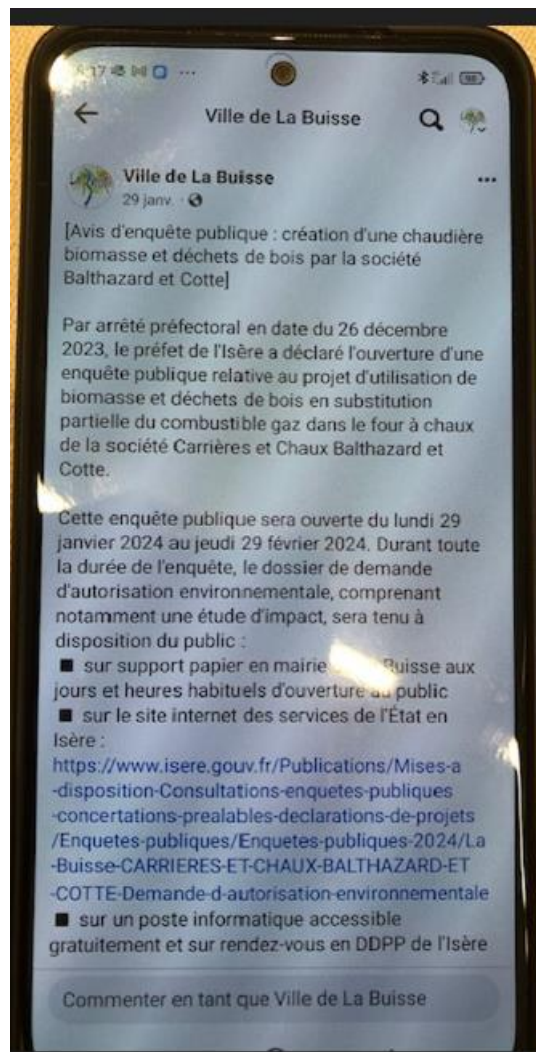 17
98
Ville de La Buisse
Ville de La Buisse
29 janv.
[Avis d'enquête publique : création d'une chaudière
biomasse et déchets de bois par la société
Balthazard et Cotte]
Par arrêté préfectoral en date du 26 décembre
2023, le préfet de l'Isère a déclaré l'ouverture d'une
enquête publique relative au projet d'utilisation de
biomasse et déchets de bois en substitution
partielle du combustible gaz dans le four à chaux
de la société Carrières et Chaux Balthazard et
Cotte.
Cette enquête publique sera ouverte du lundi 29
janvier 2024 au jeudi 29 février 2024. Durant toute
la durée de l'enquête, le dossier de demande
d'autorisation environnementale, comprenant
notamment une étude d'impact, sera tenu à
disposition du public :
■ sur support papier en mairie Buisse aux
jours et heures habituels d'ouverture au public
■ sur le site internet des services de l'État en
Isère :
https://www.isere.gouv.fr/Publications/Mises-a
-disposition-Consultations-enquetes-publiques
-concertations-prealables-declarations-de-projets
/Enquetes-publiques/Enquetes-publiques-2024/La
-Buisse-CARRIERES-ET-CHAUX-BALTHAZARD-ET
-COTTE-Demande-d-autorisation-environnementale
■ sur un poste informatique accessible
gratuitement et sur rendez-vous en DDPP de l'Isère
Commenter en tant que Ville de La Buisse